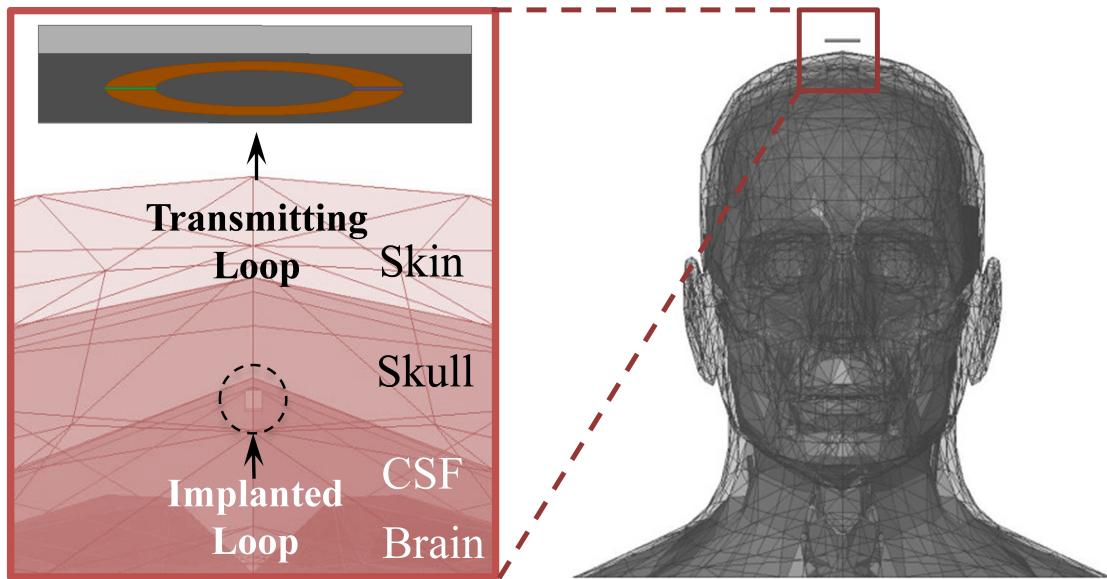 Transmitting
Loop
Skin
Skull
CSF
Implanted
Loop
Brain